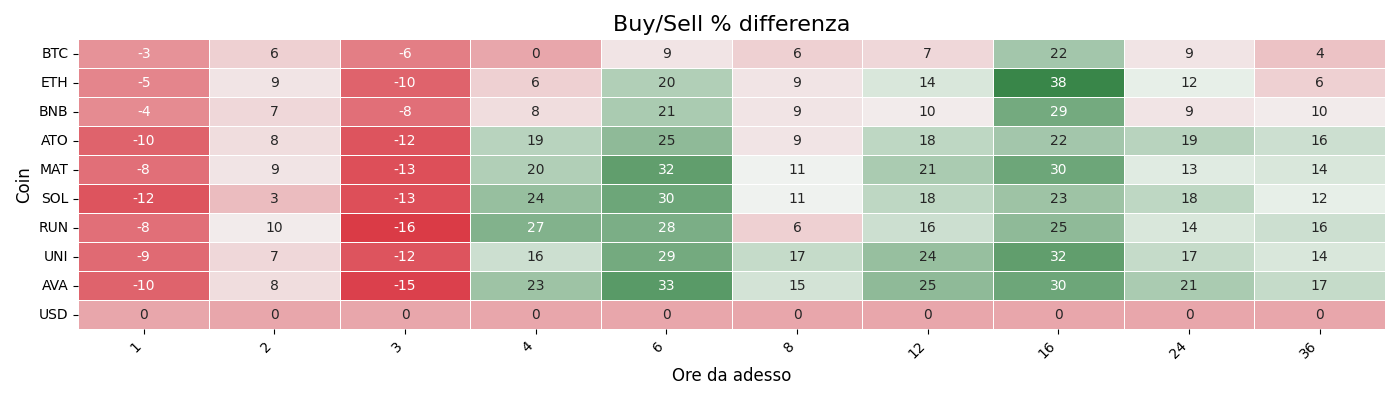 Buy/Sell % differenza
Coin
BTC -3 6 -6 0 9 6 7 22 9 4
ETH -5 9 -10 6 20 9 14 38 12 6
BNB -4 7 -8 8 21 9 10 29 9 10
ATO -10 8 -12 19 25 9 18 22 19 16
MAT -8 9 -13 20 32 11 21 30 13 14
SOL -12 3 -13 24 30 11 18 23 18 12
RUN -8 10 -16 27 28 6 16 25 14 16
UNI -9 7 -12 16 29 17 24 32 17 14
AVA -10 8 -15 23 33 15 25 30 21 17
USD 0 0 0 0 0 0 0 0 0 0
1 2 3 4 6 8 12 16 24 36
Ore da adesso